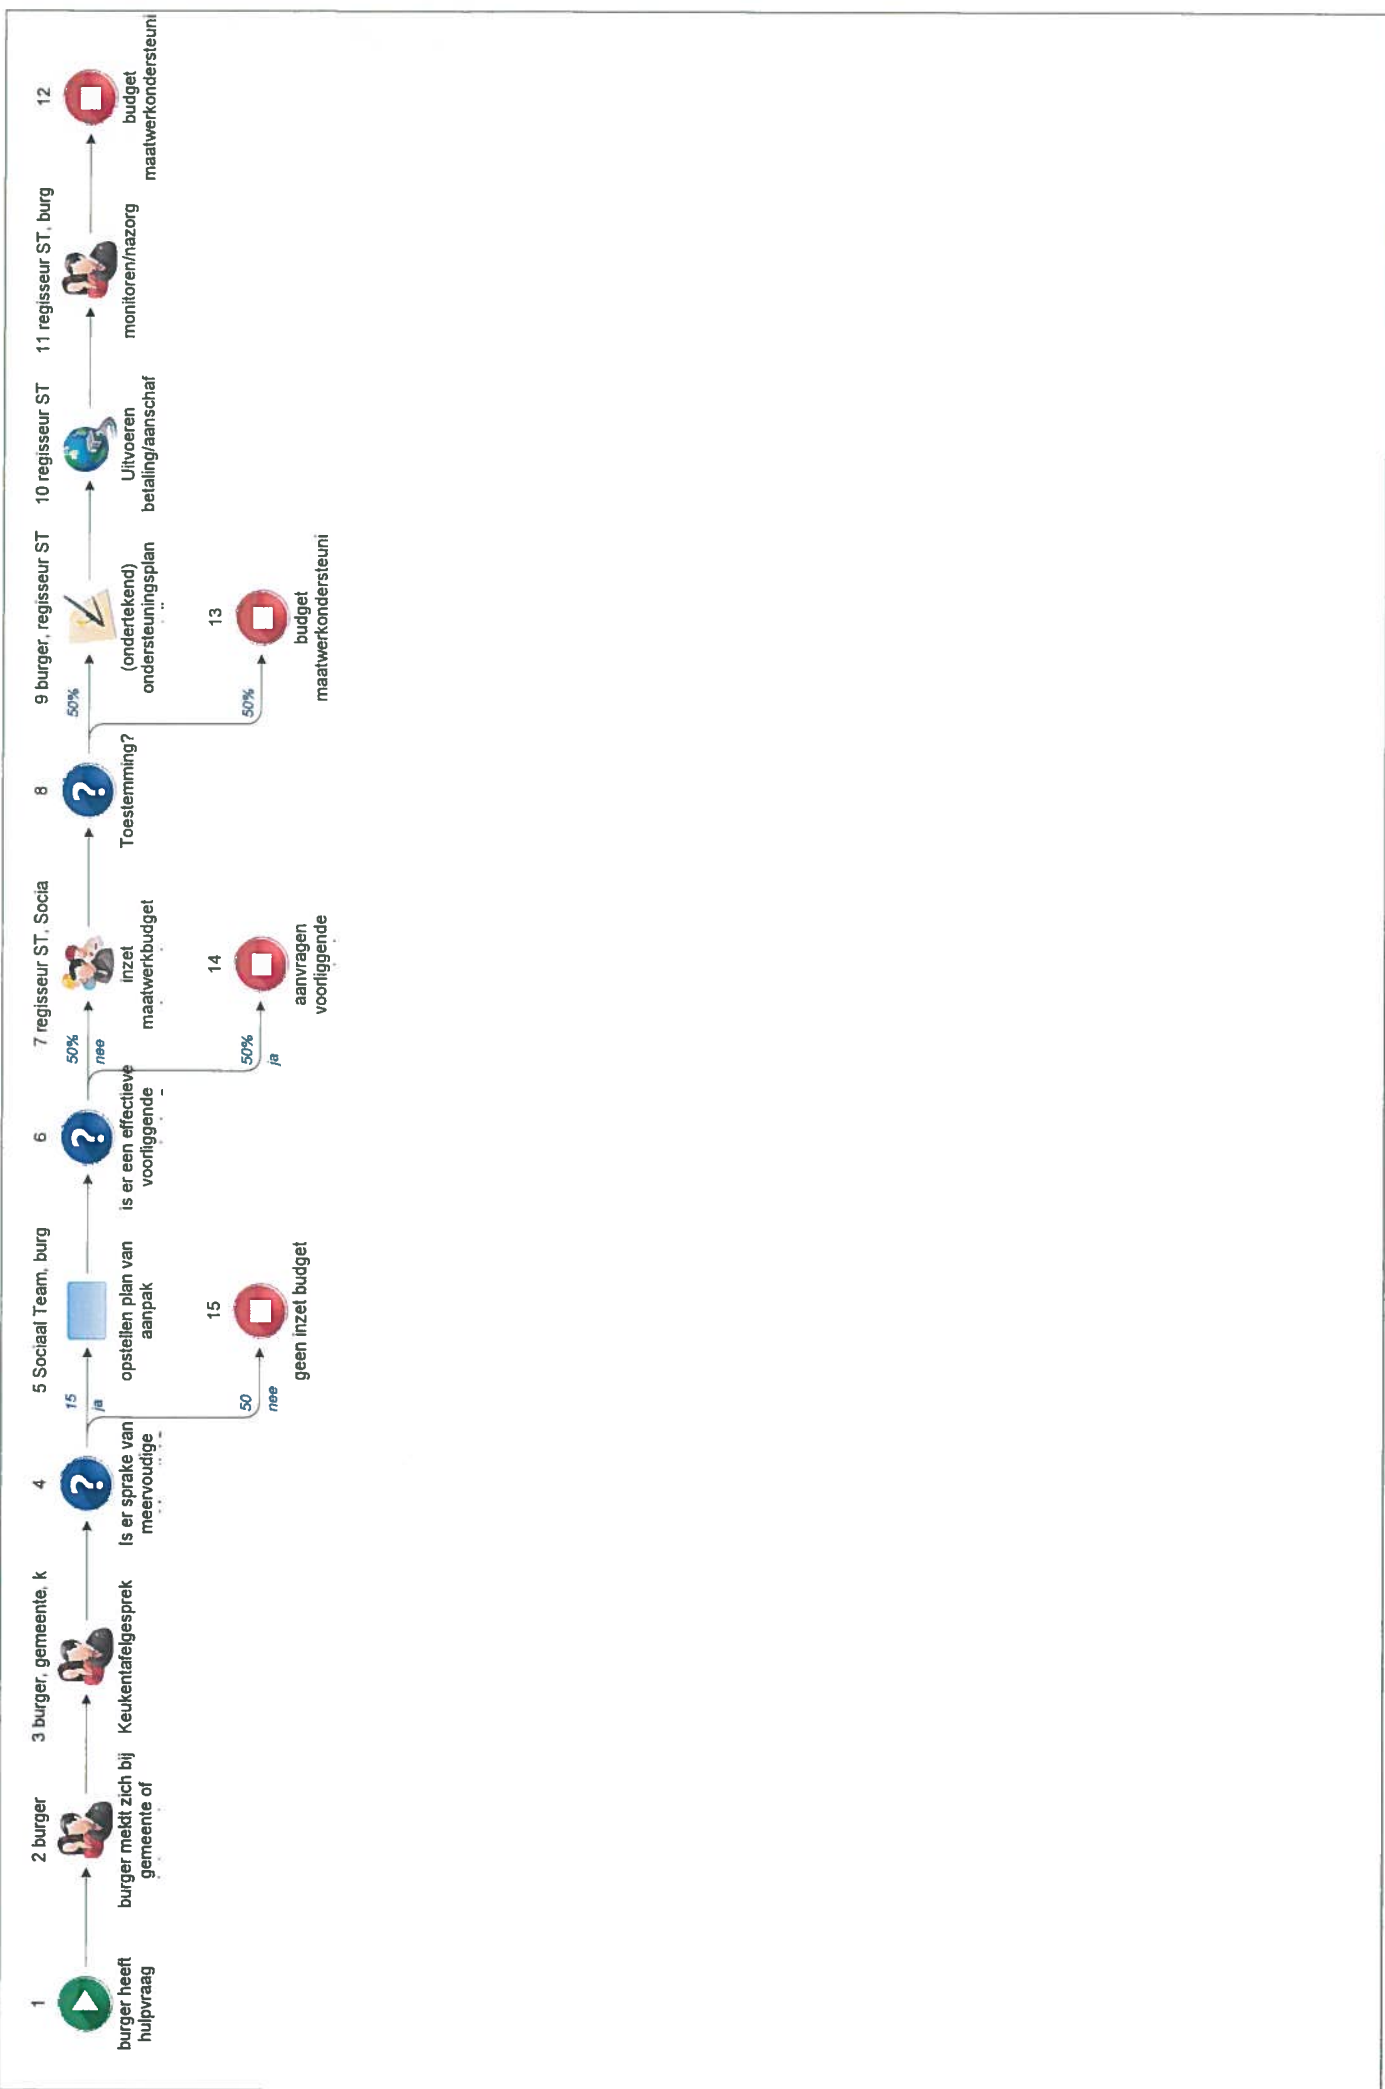 1
burger heeft
hulpvraag
2 burger
burger meldt zich bij
gemeente of
3 burger, gemeente, k
Keukentafelgesprek
4
Is er sprake van
meervoudige
15
ja
50
nee
5 Sociaal Team, burg
opstellen plan van
aanpak
15
geen inzet budget
6
is er een effectieve
voorliggende
50%
nee
50%
ja
7 regisseur ST, Socia
inzet
maatwerkbudget
14
aanvragen
voorliggende
8
Toestemming?
50%
50%
9 burger, regisseur ST
(ondertekend)
ondersteuningsplan
13
budget
maatwerkondersteuni
10 regisseur ST
Uitvoeren
betaling/aanschaf
11 regisseur ST, burg
monitoren/nazorg
12
budget
maatwerkondersteuni